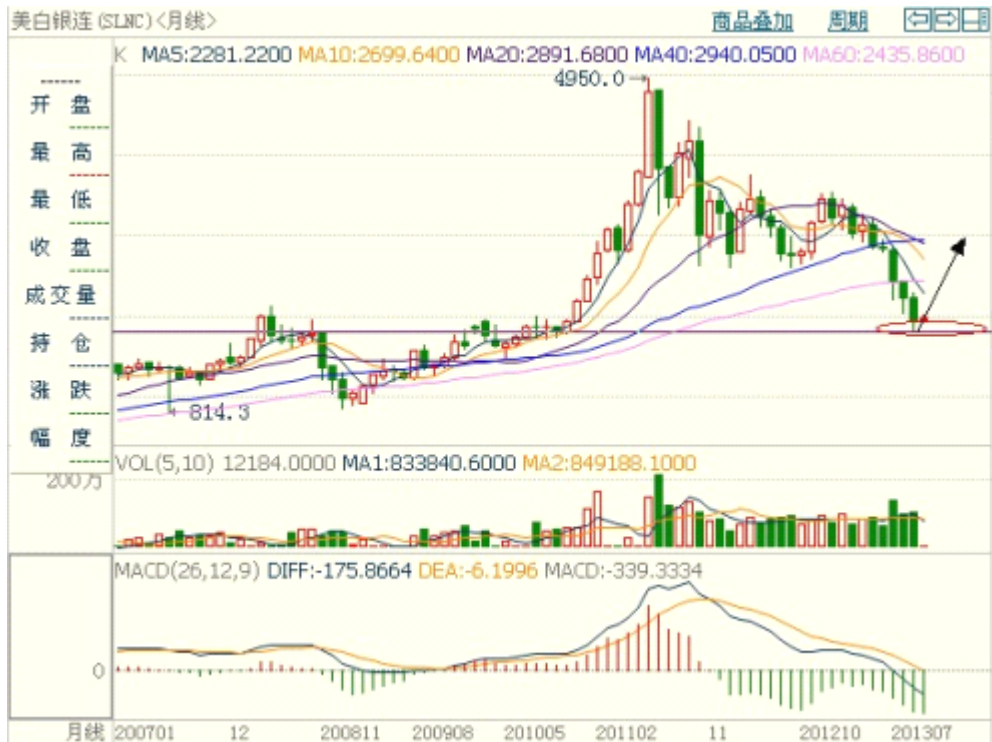 美白银连(SLNC)<月线> 商品叠加 周期
K MA5:2281.2200 MA10:2699.6400 MA20:2891.6800 MA40:2940.0500 MA60:2435.8600
4950.0
开 盘
最 高
最 低
收 盘
成交量
持 仓
涨 跌
幅 度
814.3
VOL(5,10) 12184.0000 MA1:833840.6000 MA2:849188.1000
200万
MACD(26,12,9) DIFF:-175.8664 DEA:-6.1996 MACD:-339.3334
0
月线 200701 12 200811 200908 201005 201102 11 201210 201307